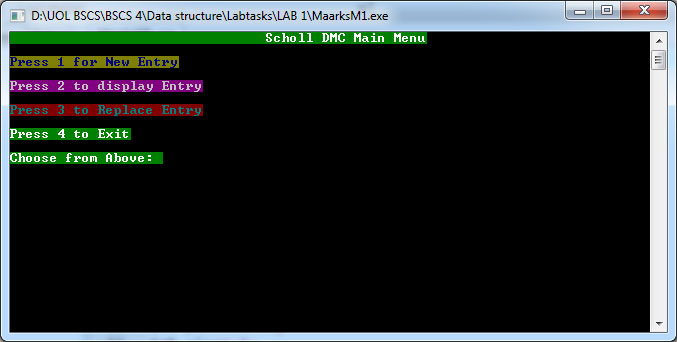 D:\UOL BSCS\BSCS 4\Data structure\Labtasks\LAB 1\MaarksM1.exe
Scholl DMC Main Menu
Press 1 for New Entry
Press 2 to display Entry
Press 3 to Replace Entry
Press 4 to Exit
Choose from Above: